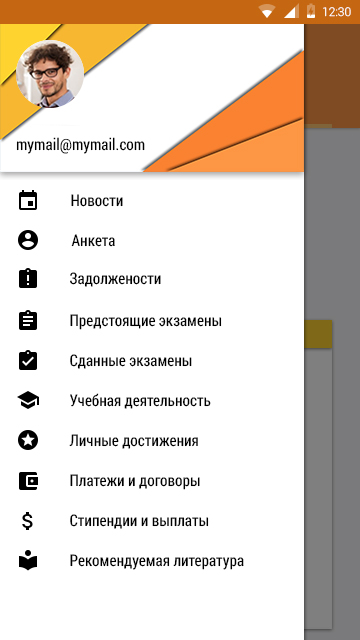 12:30
mymail@mymail.com
Новости
Анкета
Задолжености
Предстоящие экзамены
Сданные экзамены
Учебная деятельность
Личные достижения
Платежи и договоры
Стипендии и выплаты
Рекомендуемая литература